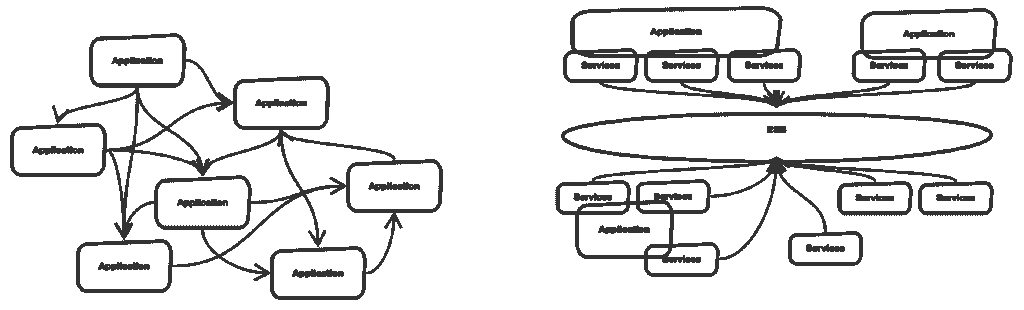 Application
Application
Application
Application
Application
Application
Application
Application
Services
Services
Services
Application
Services
Services
ESB
Services
Services
Application
Services
Services
Services
Services